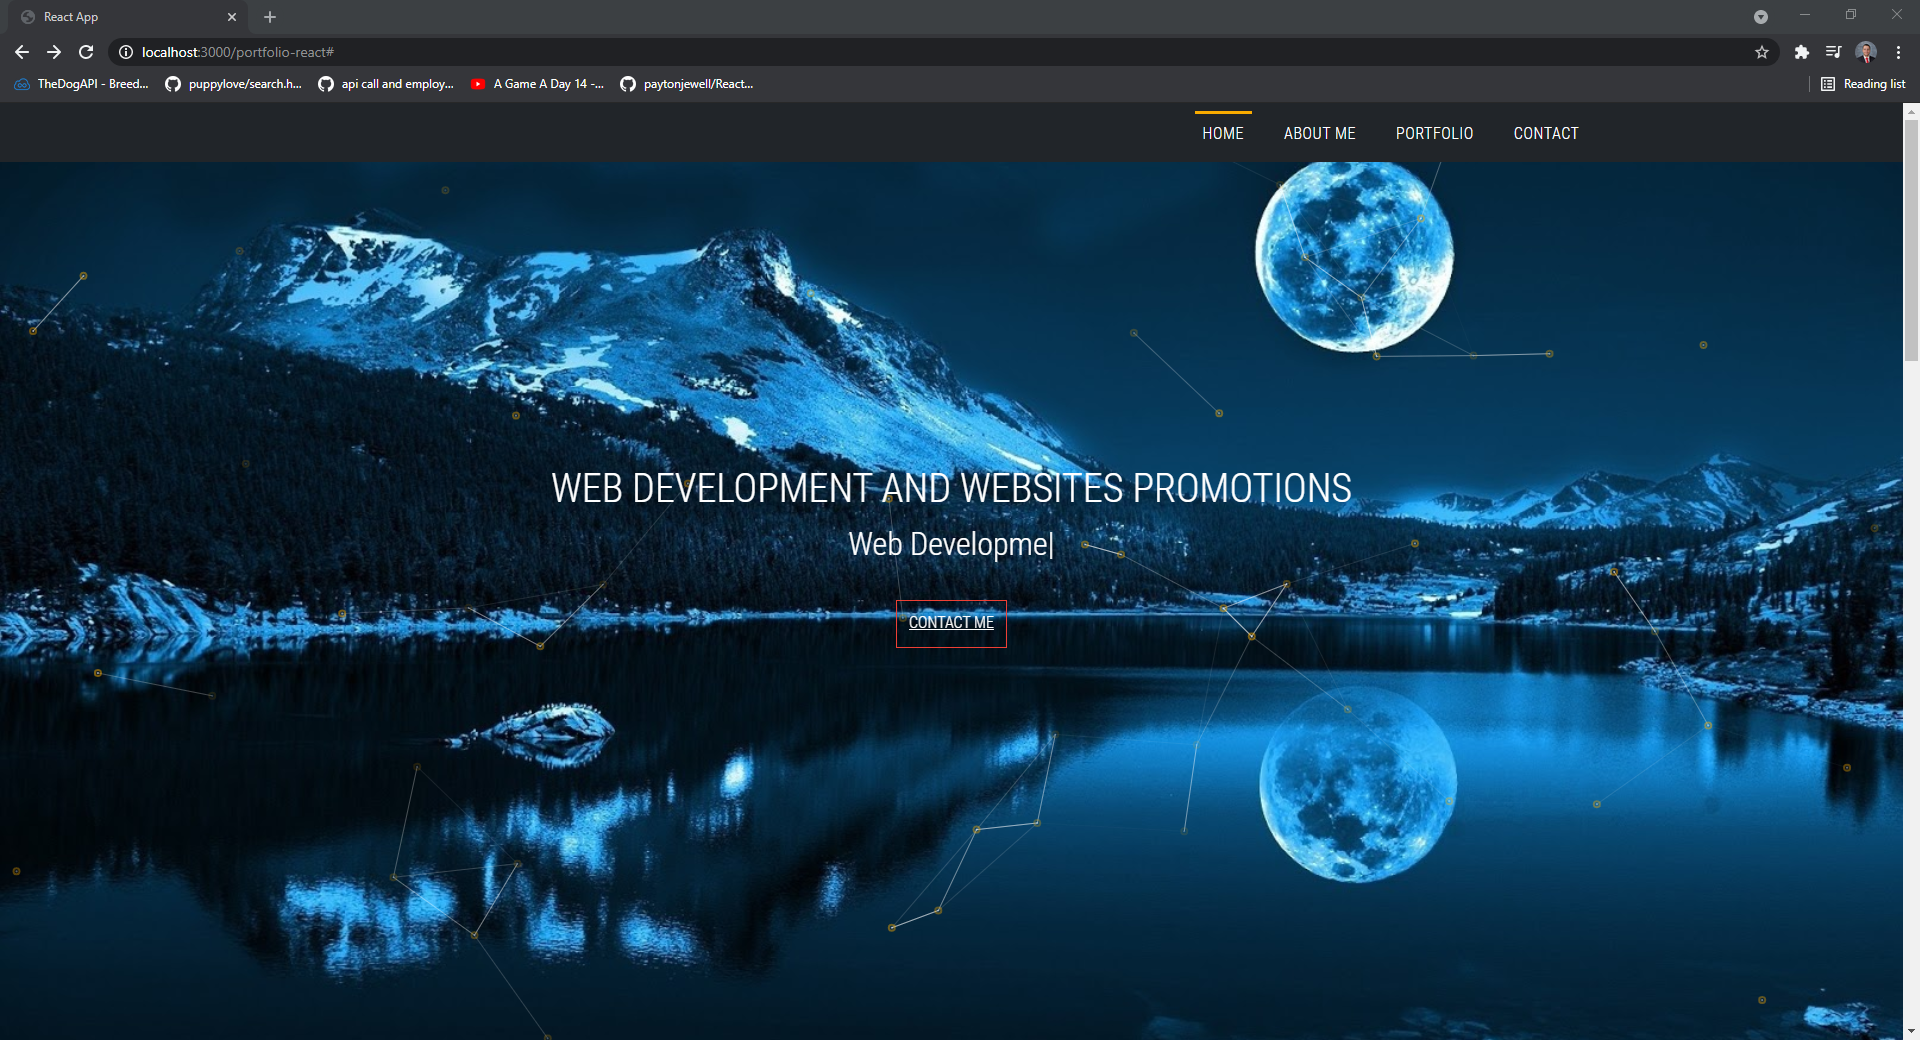 React App
localhost:3000/portfolio-react#
TheDogAPI - Breed... puppylove/search.h... api call and employ... A Game A Day 14 -... paytonjewell/React... Reading list
HOME ABOUT ME PORTFOLIO CONTACT
WEB DEVELOPMENT AND WEBSITES PROMOTIONS
Web Developme|
CONTACT ME